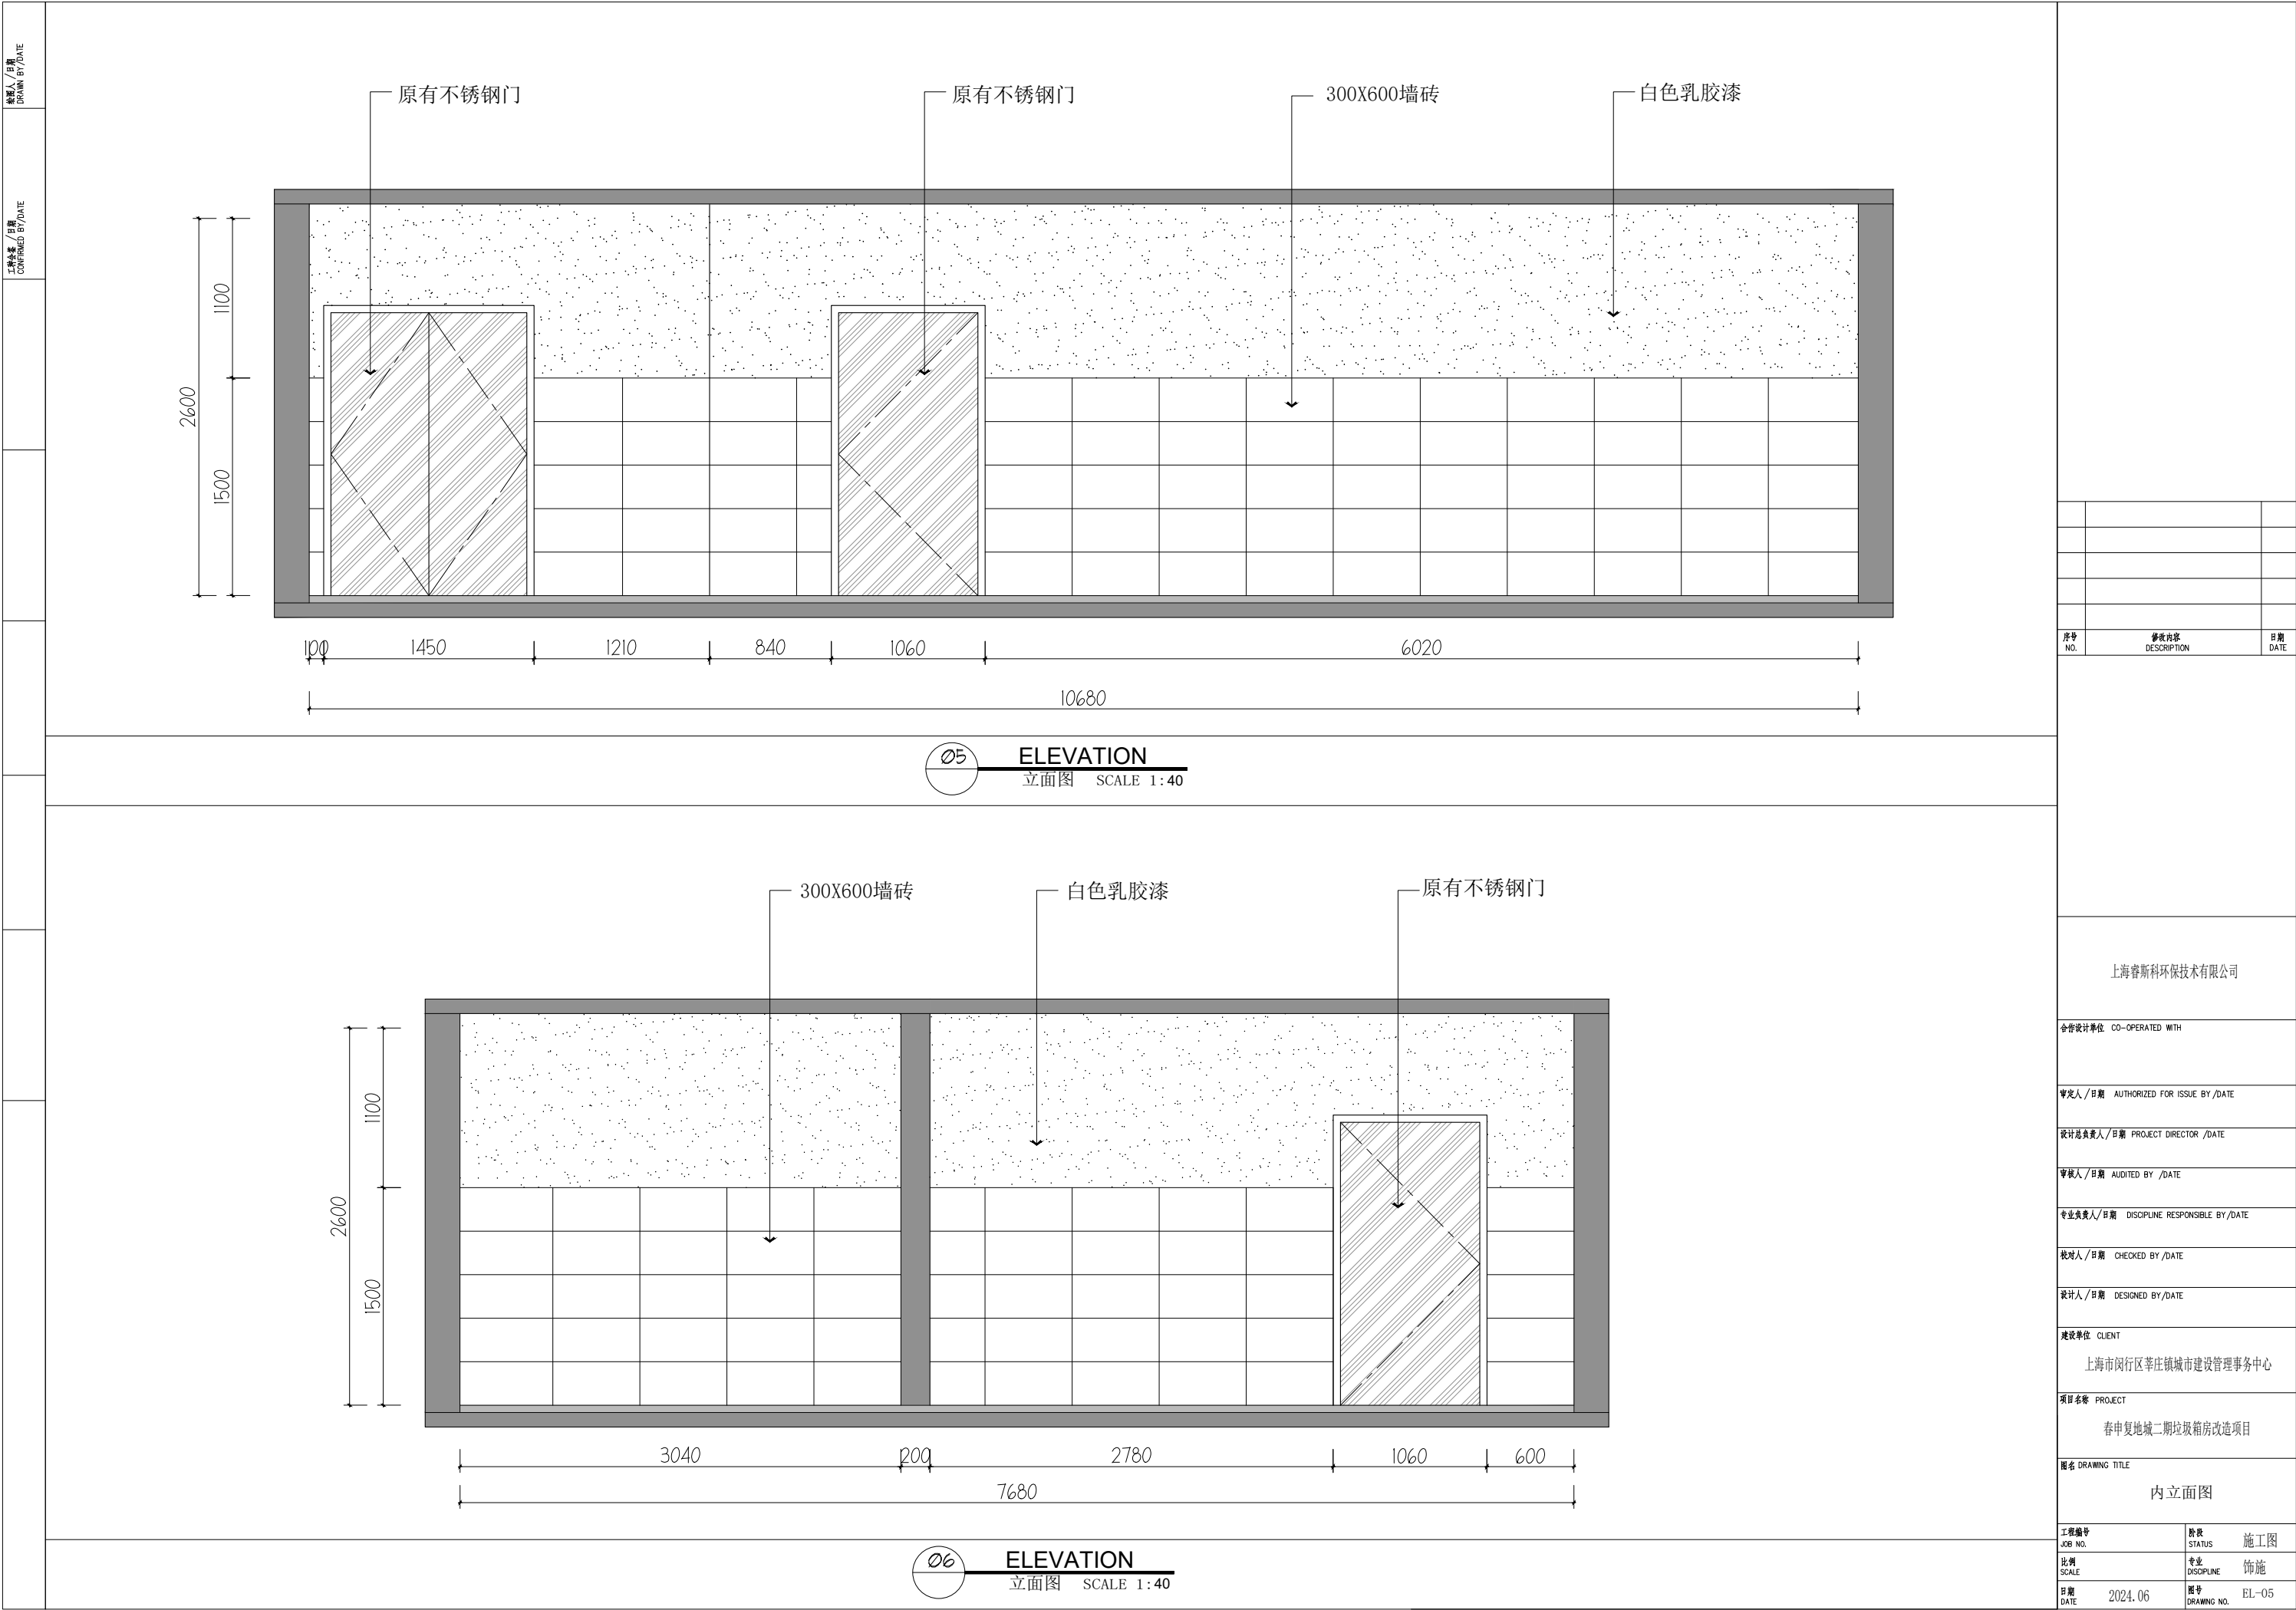 绘图人/日期
DRAWN BY/DATE
工种会签/日期
CONFIRMED BY/DATE
原有不锈钢门
原有不锈钢门
300X600墙砖
白色乳胶漆
2600
1100
1500
100
1450
1210
840
1060
6020
10680
05
ELEVATION
立面图 SCALE 1:40
300X600墙砖
白色乳胶漆
原有不锈钢门
2600
1100
1500
3040
200
2780
1060
600
7680
06
ELEVATION
立面图 SCALE 1:40
序号
NO.
修改内容
DESCRIPTION
日期
DATE
上海睿斯科环保技术有限公司
合作设计单位 CO-OPERATED WITH
审定人/日期 AUTHORIZED FOR ISSUE BY/DATE
设计总负责人/日期 PROJECT DIRECTOR /DATE
审核人/日期 AUDITED BY /DATE
专业负责人/日期 DISCIPLINE RESPONSIBLE BY/DATE
校对人/日期 CHECKED BY/DATE
设计人/日期 DESIGNED BY/DATE
建设单位 CLIENT
上海市闵行区莘庄镇城市建设管理事务中心
项目名称 PROJECT
春申复地城二期垃圾箱房改造项目
图名 DRAWING TITLE
内立面图
工程编号
JOB NO.
阶段
STATUS
施工图
比例
SCALE
专业
DISCIPLINE
饰施
日期
DATE
2024.06
图号
DRAWING NO.
EL-05